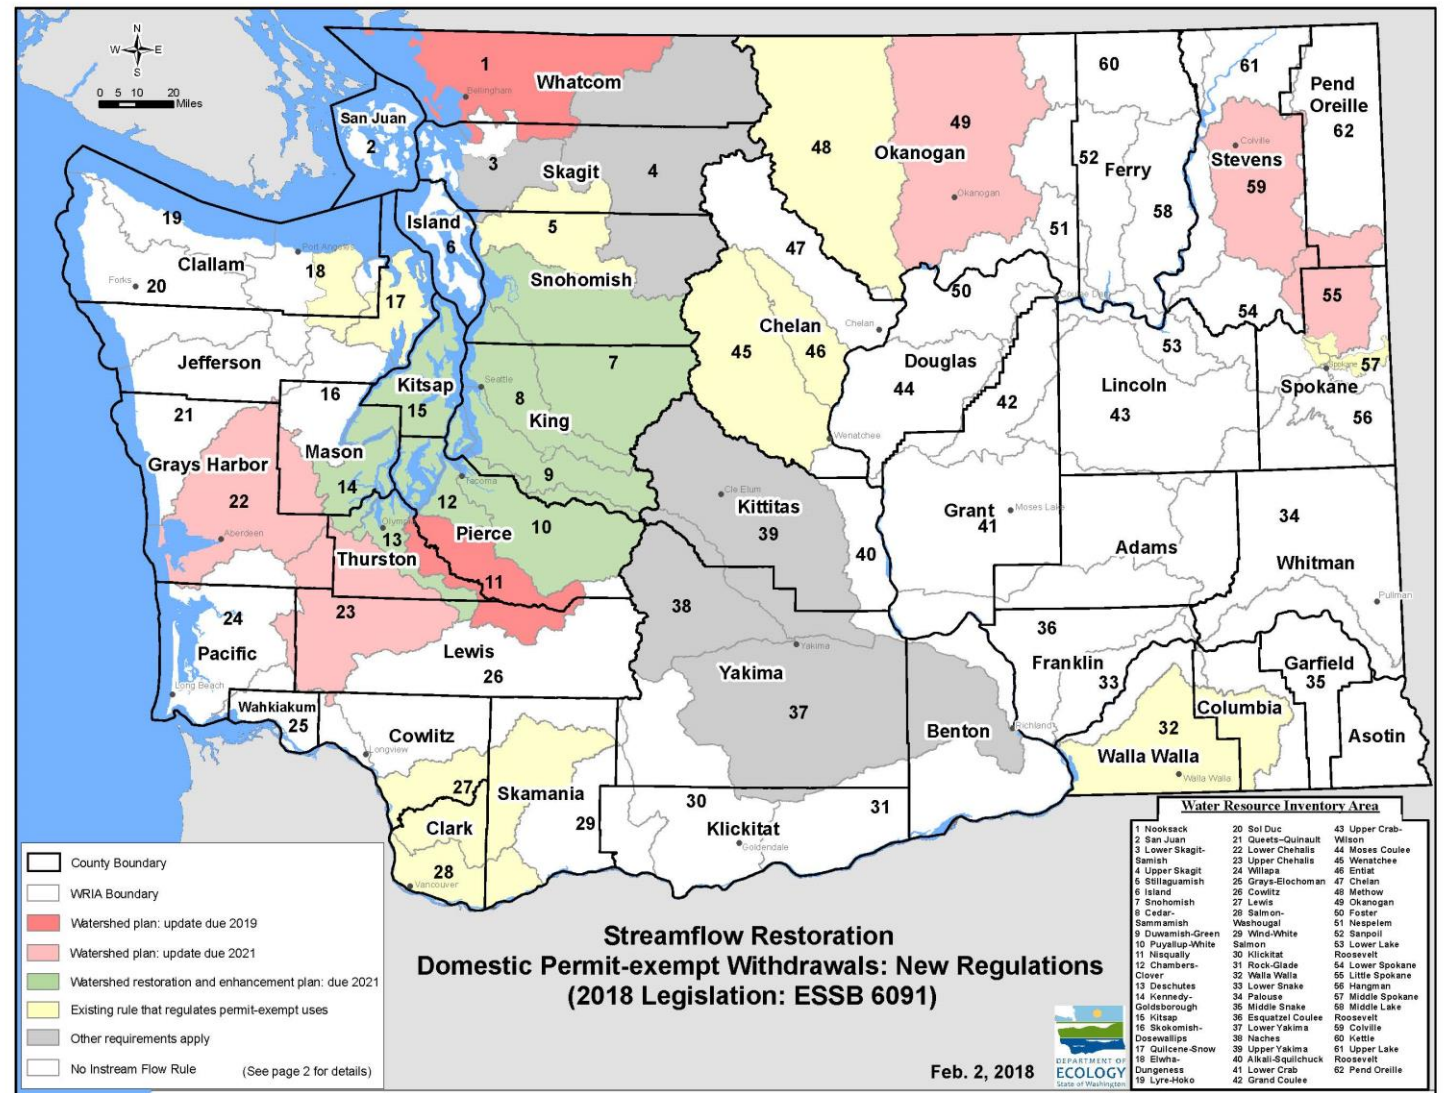 N
W E
S
0 5 10 20
Miles
1
Whatcom
Bellingham
San Juan
2
3
Skagit
4
48
49
Okanogan
Okanogan
60
61
Pend
Oreille
62
52
Ferry
Colville
Stevens
59
58
51
19
Clallam
Port Angeles
Forks
20
18
17
Island
6
5
Snohomish
47
50
54
55
Chelan
Chelan
45
46
Douglas
44
42
53
Lincoln
43
57
Spokane
Spokane
56
Jefferson
16
Kitsap
15
Seattle
7
8
King
9
21
Grays Harbor
Mason
14
22
Aberdeen
Tacoma
12
Pierce
10
13
Thurston
11
Wenatchee
Cle Elum
Kittitas
39
40
Grant
41
Moses Lake
Adams
34
Whitman
Pullman
24
Pacific
23
Lewis
26
Long Beach
Wahkiakum
25
Cowlitz
Longview
38
Yakima
Yakima
37
Benton
Richland
36
Franklin
33
Garfield
35
Columbia
32
Walla Walla
Walla Walla
Asotin
27
Clark
28
Vancouver
Skamania
29
30
Klickitat
Goldendale
31
County Boundary
WRIA Boundary
Watershed plan: update due 2019
Watershed plan: update due 2021
Watershed restoration and enhancement plan: due 2021
Existing rule that regulates permit-exempt uses
Other requirements apply
No Instream Flow Rule (See page 2 for details)
Streamflow Restoration
Domestic Permit-exempt Withdrawals: New Regulations
(2018 Legislation: ESSB 6091)
Feb. 2, 2018
DEPARTMENT OF
ECOLOGY
State of Washington
Water Resource Inventory Area
1 Nooksack
2 San Juan
3 Lower Skagit-
Samish
4 Upper Skagit
5 Stillaguamish
6 Island
7 Snohomish
8 Cedar-
Sammamish
9 Duwamish-Green
10 Puyallup-White
11 Nisqually
12 Chambers-
Clover
13 Deschutes
14 Kennedy-
Goldsborough
15 Kitsap
16 Skokomish-
Dosewallips
17 Quilcene-Snow
18 Elwha-
Dungeness
19 Lyre-Hoko
20 Sol Duc
21 Queets-Quinault
22 Lower Chehalis
23 Upper Chehalis
24 Willapa
25 Grays-Elochoman
26 Cowlitz
27 Lewis
28 Salmon-
Washougal
29 Wind-White
Salmon
30 Klickitat
31 Rock-Glade
32 Walla Walla
33 Lower Snake
34 Palouse
35 Middle Snake
36 Esquatzel Coulee
37 Lower Yakima
38 Naches
39 Upper Yakima
40 Alkali-Squilchuck
41 Lower Crab
42 Grand Coulee
43 Upper Crab-
Wilson
44 Moses Coulee
45 Wenatchee
46 Entiat
47 Chelan
48 Methow
49 Okanogan
50 Foster
51 Nespelem
52 Sanpoil
53 Lower Lake
Roosevelt
54 Lower Spokane
55 Little Spokane
56 Hangman
57 Middle Spokane
58 Middle Lake
Roosevelt
59 Colville
60 Kettle
61 Upper Lake
Roosevelt
62 Pend Oreille